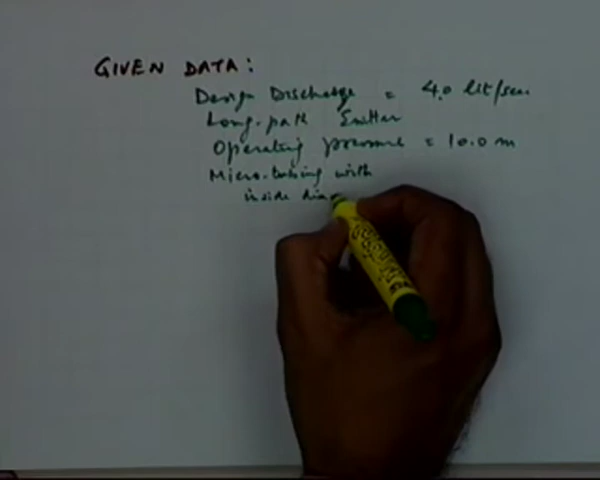 GIVEN DATA:
Design Discharge = 4.0 lit/sec
Long-path Emitter
Operating pressure = 10.0 m
Micro-tubing with
inside diam